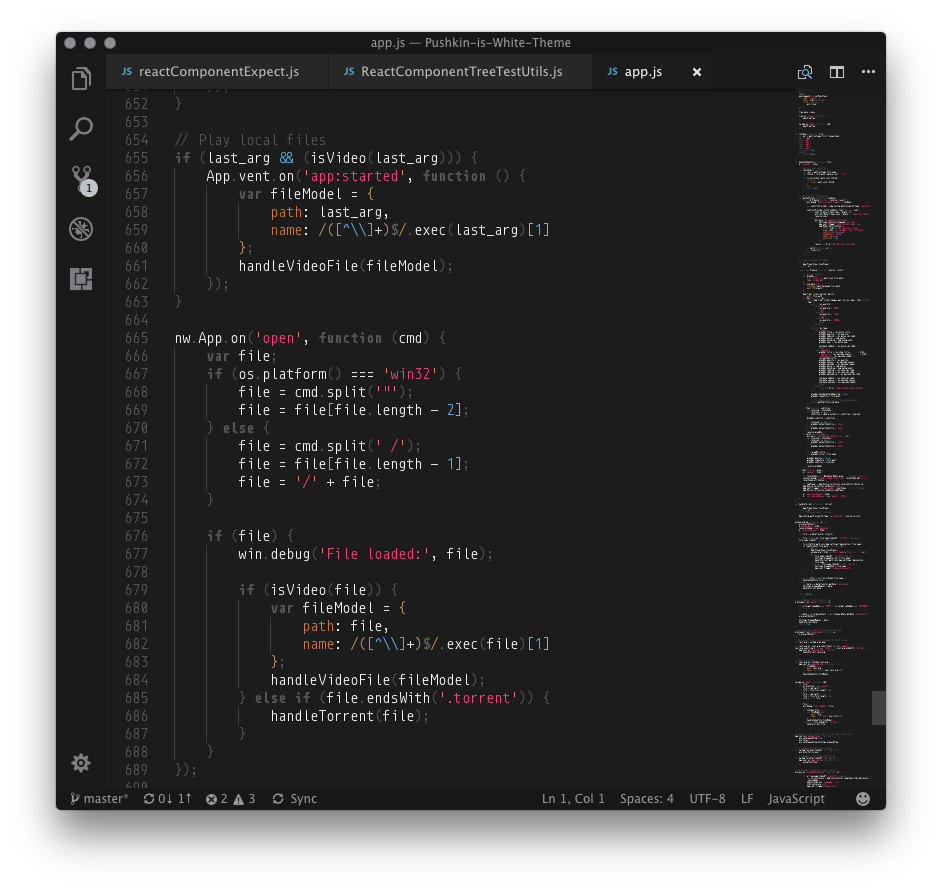 app.js — Pushkin-is-White-Theme
JS reactComponentExpect.js
JS ReactComponentTreeTestUtils.js
JS app.js ×
1
652 }
653
654 // Play local files
655 if (last_arg && (isVideo(last_arg))) {
656 App.vent.on('app:started', function () {
657 var fileModel = {
658 path: last_arg,
659 name: /([^\\]+)$/.exec(last_arg)[1]
660 };
661 handleVideoFile(fileModel);
662 });
663 }
664
665 nw.App.on('open', function (cmd) {
666 var file;
667 if (os.platform() === 'win32') {
668 file = cmd.split('"');
669 file = file[file.length - 2];
670 } else {
671 file = cmd.split(' /');
672 file = file[file.length - 1];
673 file = '/' + file;
674 }
675
676 if (file) {
677 win.debug('File loaded:', file);
678
679 if (isVideo(file)) {
680 var fileModel = {
681 path: file,
682 name: /([^\\]+)$/.exec(file)[1]
683 };
684 handleVideoFile(fileModel);
685 } else if (file.endsWith('.torrent')) {
686 handleTorrent(file);
687 }
688 }
689 });
master* 0↓ 1↑ 2 3 Sync Ln 1, Col 1 Spaces: 4 UTF-8 LF JavaScript